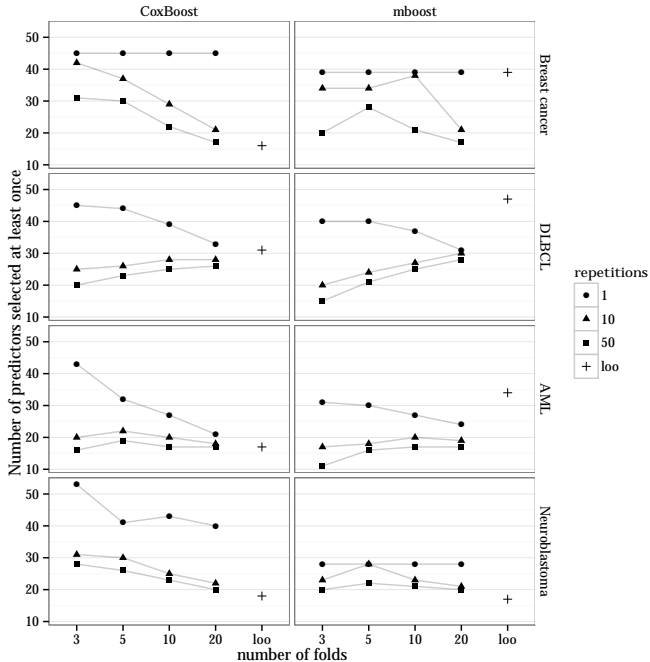 CoxBoost
mboost
50
40
30
20
10
Breast cancer
50
40
30
20
10
DLBCL
50
40
30
20
10
AML
50
40
30
20
10
Neuroblastoma
Number of predictors selected at least once
3 5 10 20 loo
3 5 10 20 loo
number of folds
repetitions
1
10
50
loo